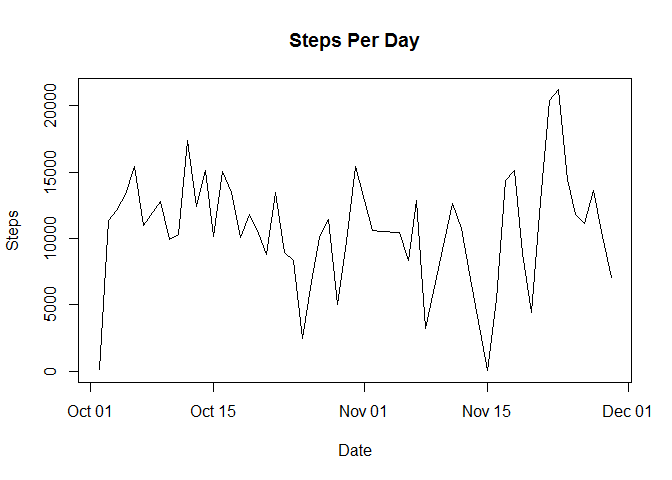 Steps Per Day
20000
15000
10000
5000
0
Steps
Oct 01
Oct 15
Nov 01
Nov 15
Dec 01
Date